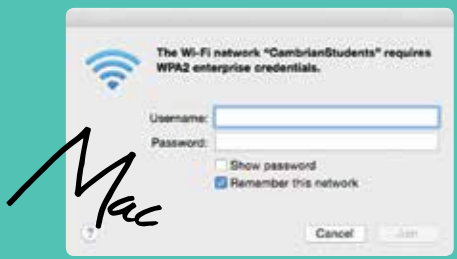 The Wi-Fi network "CambrianStudents" requires
WPA2 enterprise credentials.
Username:
Password:
Show password
Remember this network
Mac
?
Cancel
Join